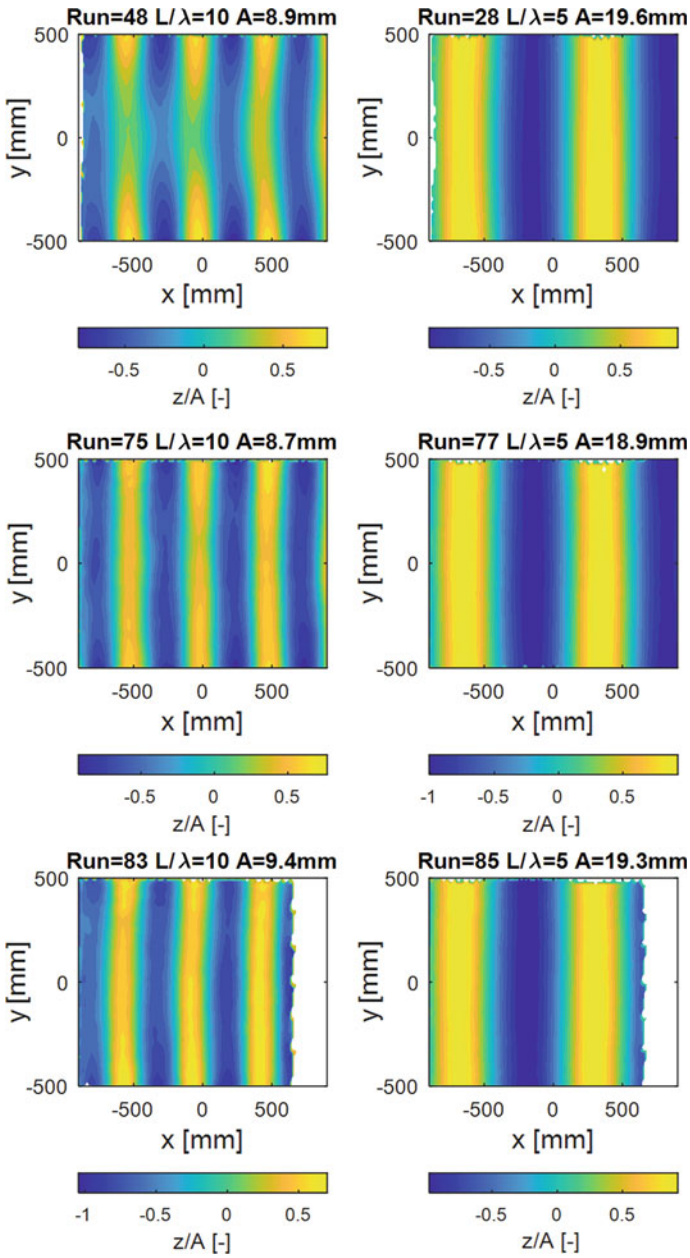 Run=48 L/λ=10 A=8.9mm
500
0
-500
y [mm]
-500 0 500
x [mm]
-0.5 0 0.5
z/A [-]
Run=28 L/λ=5 A=19.6mm
500
0
-500
y [mm]
-500 0 500
x [mm]
-0.5 0 0.5
z/A [-]
Run=75 L/λ=10 A=8.7mm
500
0
-500
y [mm]
-500 0 500
x [mm]
-0.5 0 0.5
z/A [-]
Run=77 L/λ=5 A=18.9mm
500
0
-500
y [mm]
-500 0 500
x [mm]
-1 -0.5 0 0.5
z/A [-]
Run=83 L/λ=10 A=9.4mm
500
0
-500
y [mm]
-500 0 500
x [mm]
-1 -0.5 0 0.5
z/A [-]
Run=85 L/λ=5 A=19.3mm
500
0
-500
y [mm]
-500 0 500
x [mm]
-0.5 0 0.5
z/A [-]